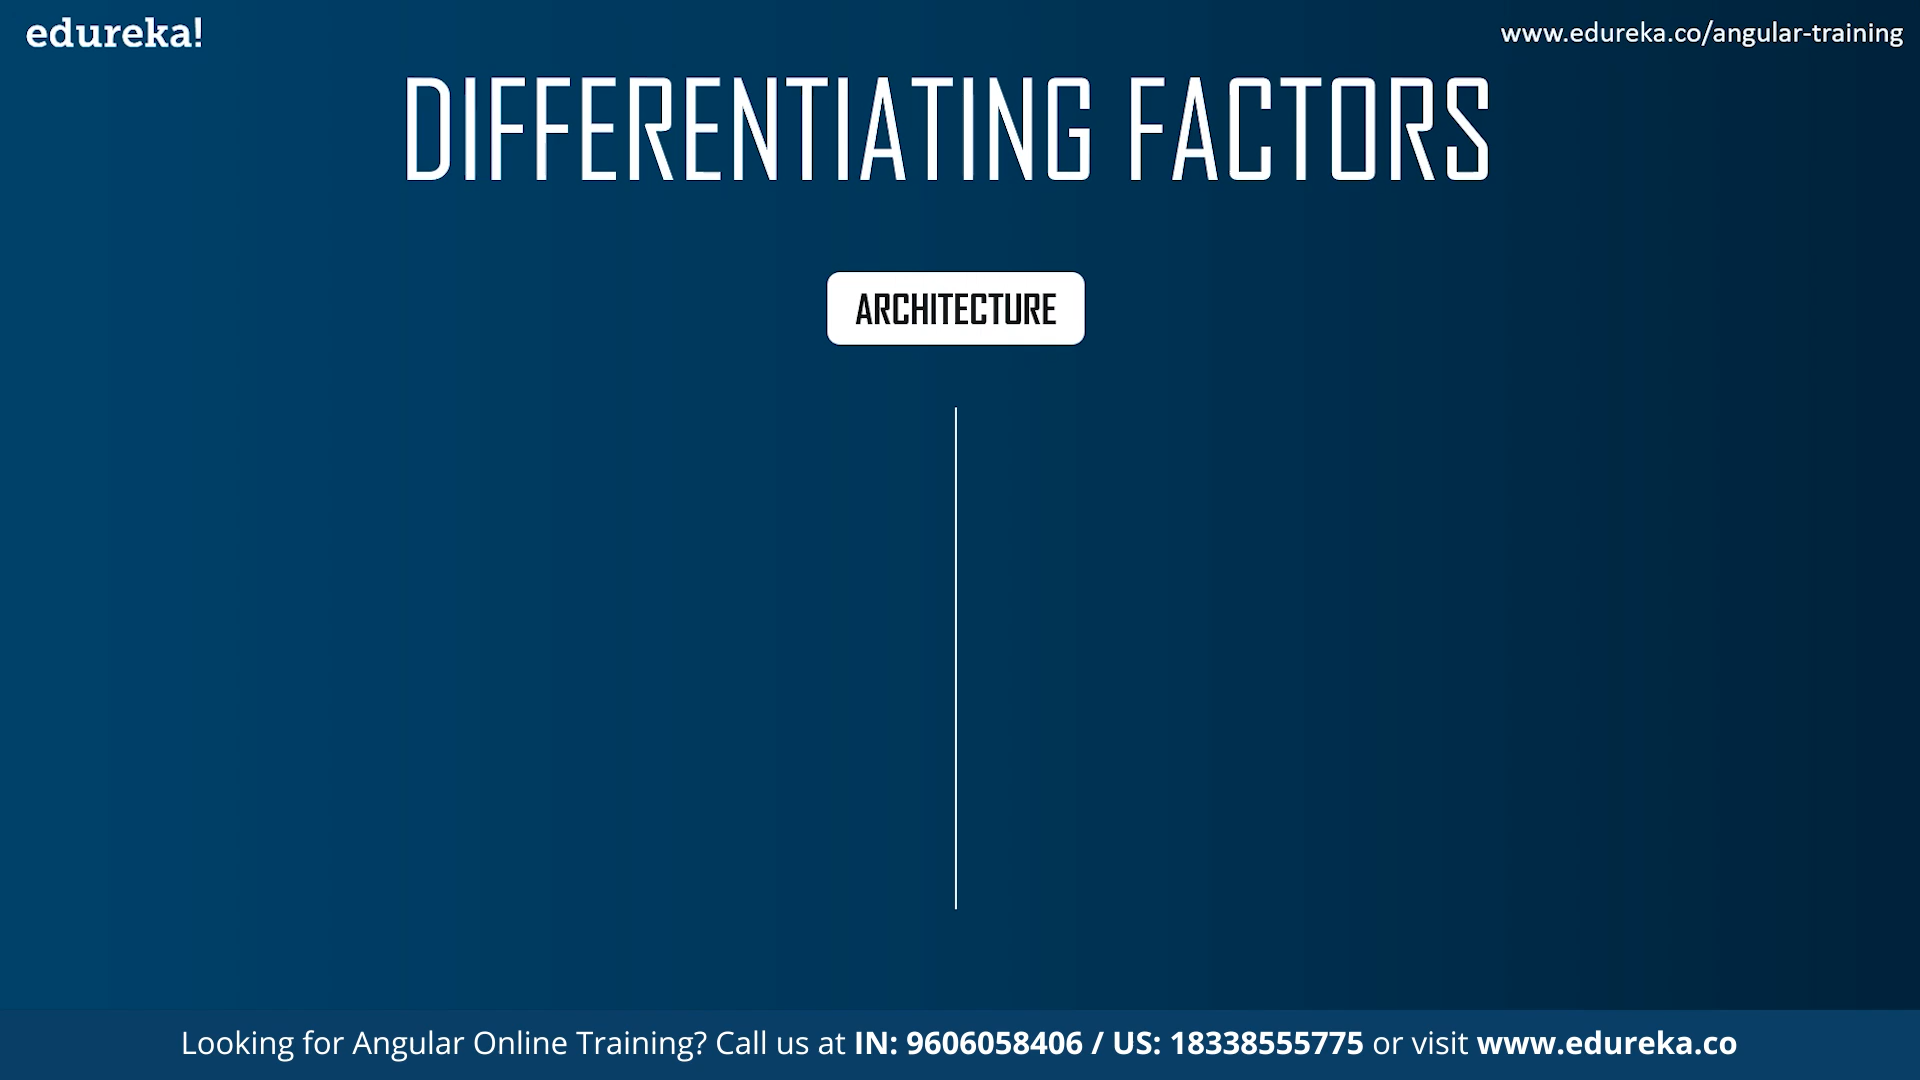 edureka!
www.edureka.co/angular-training
DIFFERENTIATING FACTORS
ARCHITECTURE
Looking for Angular Online Training? Call us at IN: 9606058406 / US: 18338555775 or visit www.edureka.co